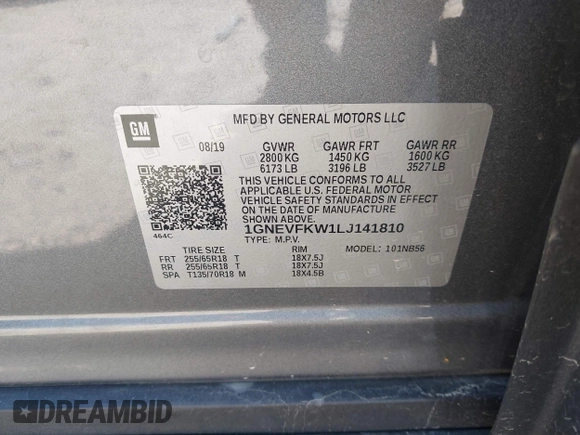 MFD BY GENERAL MOTORS LLC
GM
08/19 GVWR GAWR FRT GAWR RR
2800 KG 1450 KG 1600 KG
6173 LB 3196 LB 3527 LB
THIS VEHICLE CONFORMS TO ALL
APPLICABLE U.S. FEDERAL MOTOR
VEHICLE SAFETY STANDARDS IN EFFECT
ON THE DATE OF MANUFACTURE
SHOWN ABOVE.
1GNEVFKW1LJ141810
464C
TYPE: M.P.V. MODEL: 101NB56
TIRE SIZE RIM
FRT 255/65R18 T 18X7.5J
RR 255/65R18 T 18X7.5J
SPA T135/70R18 M 18X4.5B
DREAMBID